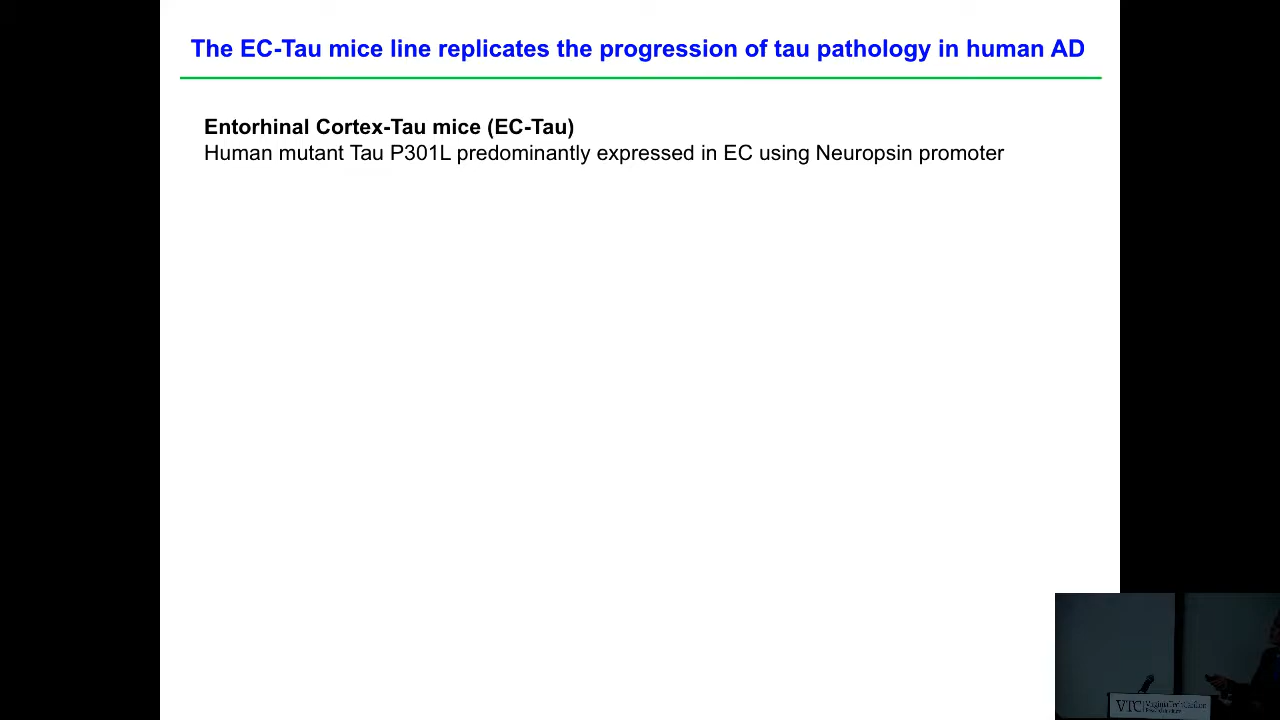 The EC-Tau mice line replicates the progression of tau pathology in human AD
Entorhinal Cortex-Tau mice (EC-Tau)
Human mutant Tau P301L predominantly expressed in EC using Neuropsin promoter
VTC